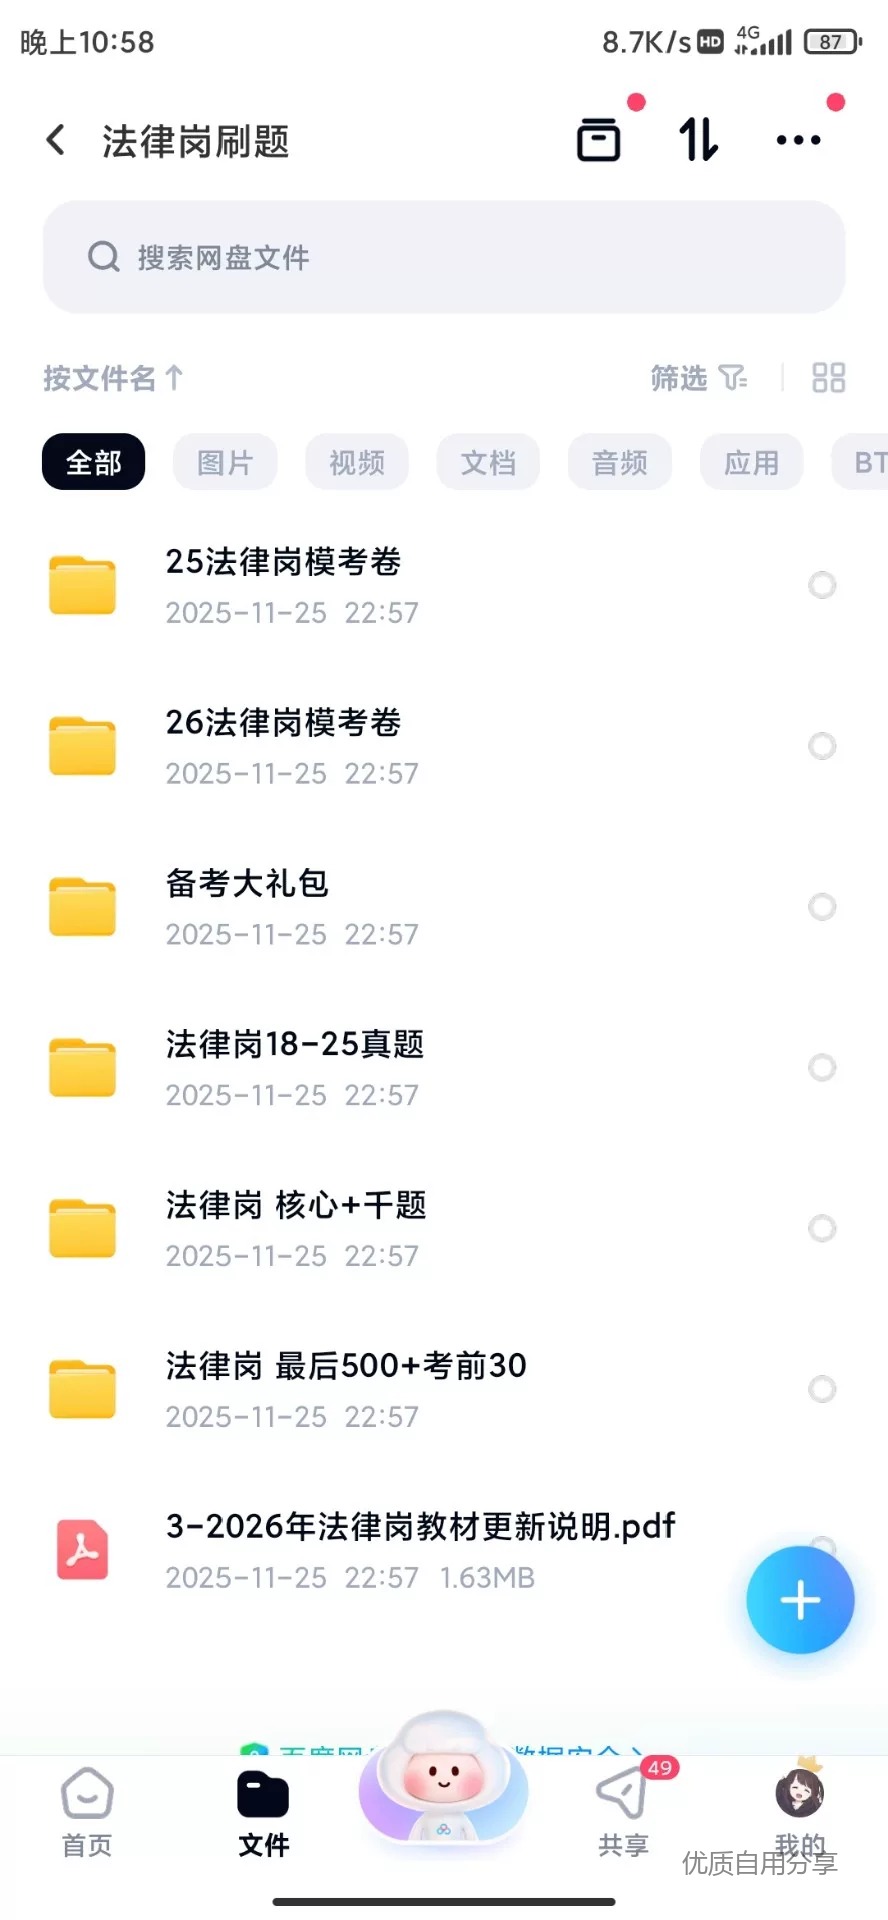 晚上10:58
8.7K/s HD 4G 87
法律岗刷题
搜索网盘文件
按文件名↑ 筛选
全部 图片 视频 文档 音频 应用 BT
25法律岗模考卷
2025-11-25 22:57
26法律岗模考卷
2025-11-25 22:57
备考大礼包
2025-11-25 22:57
法律岗18-25真题
2025-11-25 22:57
法律岗 核心+千题
2025-11-25 22:57
法律岗 最后500+考前30
2025-11-25 22:57
3-2026年法律岗教材更新说明.pdf
2025-11-25 22:57 1.63MB
49
首页 文件 共享 我的
优质自用分享